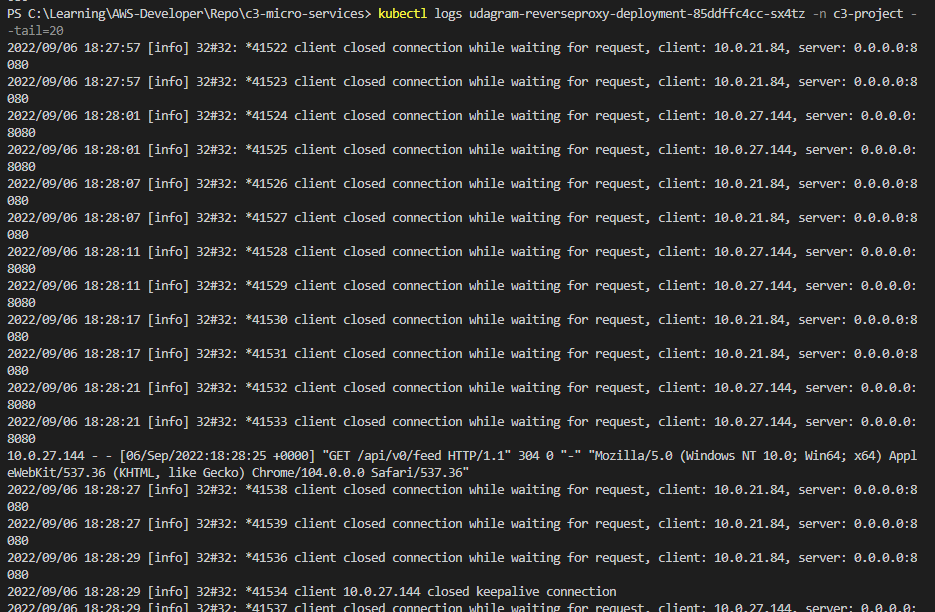 PS C:\Learning\AWS-Developer\Repo\c3-micro-services> kubectl logs udagram-reverseproxy-deployment-85ddffc4cc-sx4tz -n c3-project -
-tail=20
2022/09/06 18:27:57 [info] 32#32: *41522 client closed connection while waiting for request, client: 10.0.21.84, server: 0.0.0.0:8
080
2022/09/06 18:27:57 [info] 32#32: *41523 client closed connection while waiting for request, client: 10.0.21.84, server: 0.0.0.0:8
080
2022/09/06 18:28:01 [info] 32#32: *41524 client closed connection while waiting for request, client: 10.0.27.144, server: 0.0.0.0:
8080
2022/09/06 18:28:01 [info] 32#32: *41525 client closed connection while waiting for request, client: 10.0.27.144, server: 0.0.0.0:
8080
2022/09/06 18:28:07 [info] 32#32: *41526 client closed connection while waiting for request, client: 10.0.21.84, server: 0.0.0.0:8
080
2022/09/06 18:28:07 [info] 32#32: *41527 client closed connection while waiting for request, client: 10.0.21.84, server: 0.0.0.0:8
080
2022/09/06 18:28:11 [info] 32#32: *41528 client closed connection while waiting for request, client: 10.0.27.144, server: 0.0.0.0:
8080
2022/09/06 18:28:11 [info] 32#32: *41529 client closed connection while waiting for request, client: 10.0.27.144, server: 0.0.0.0:
8080
2022/09/06 18:28:17 [info] 32#32: *41530 client closed connection while waiting for request, client: 10.0.21.84, server: 0.0.0.0:8
080
2022/09/06 18:28:17 [info] 32#32: *41531 client closed connection while waiting for request, client: 10.0.21.84, server: 0.0.0.0:8
080
2022/09/06 18:28:21 [info] 32#32: *41532 client closed connection while waiting for request, client: 10.0.27.144, server: 0.0.0.0:
8080
2022/09/06 18:28:21 [info] 32#32: *41533 client closed connection while waiting for request, client: 10.0.27.144, server: 0.0.0.0:
8080
10.0.27.144 - - [06/Sep/2022:18:28:25 +0000] "GET /api/v0/feed HTTP/1.1" 304 0 "-" "Mozilla/5.0 (Windows NT 10.0; Win64; x64) Appl
eWebKit/537.36 (KHTML, like Gecko) Chrome/104.0.0.0 Safari/537.36"
2022/09/06 18:28:27 [info] 32#32: *41538 client closed connection while waiting for request, client: 10.0.21.84, server: 0.0.0.0:8
080
2022/09/06 18:28:27 [info] 32#32: *41539 client closed connection while waiting for request, client: 10.0.21.84, server: 0.0.0.0:8
080
2022/09/06 18:28:29 [info] 32#32: *41536 client closed connection while waiting for request, client: 10.0.21.84, server: 0.0.0.0:8
080
2022/09/06 18:28:29 [info] 32#32: *41534 client 10.0.27.144 closed keepalive connection
2022/09/06 18:28:29 [info] 32#32: *41537 client closed connection while waiting for request, client: 10.0.27.144, server: 0.0.0.0: